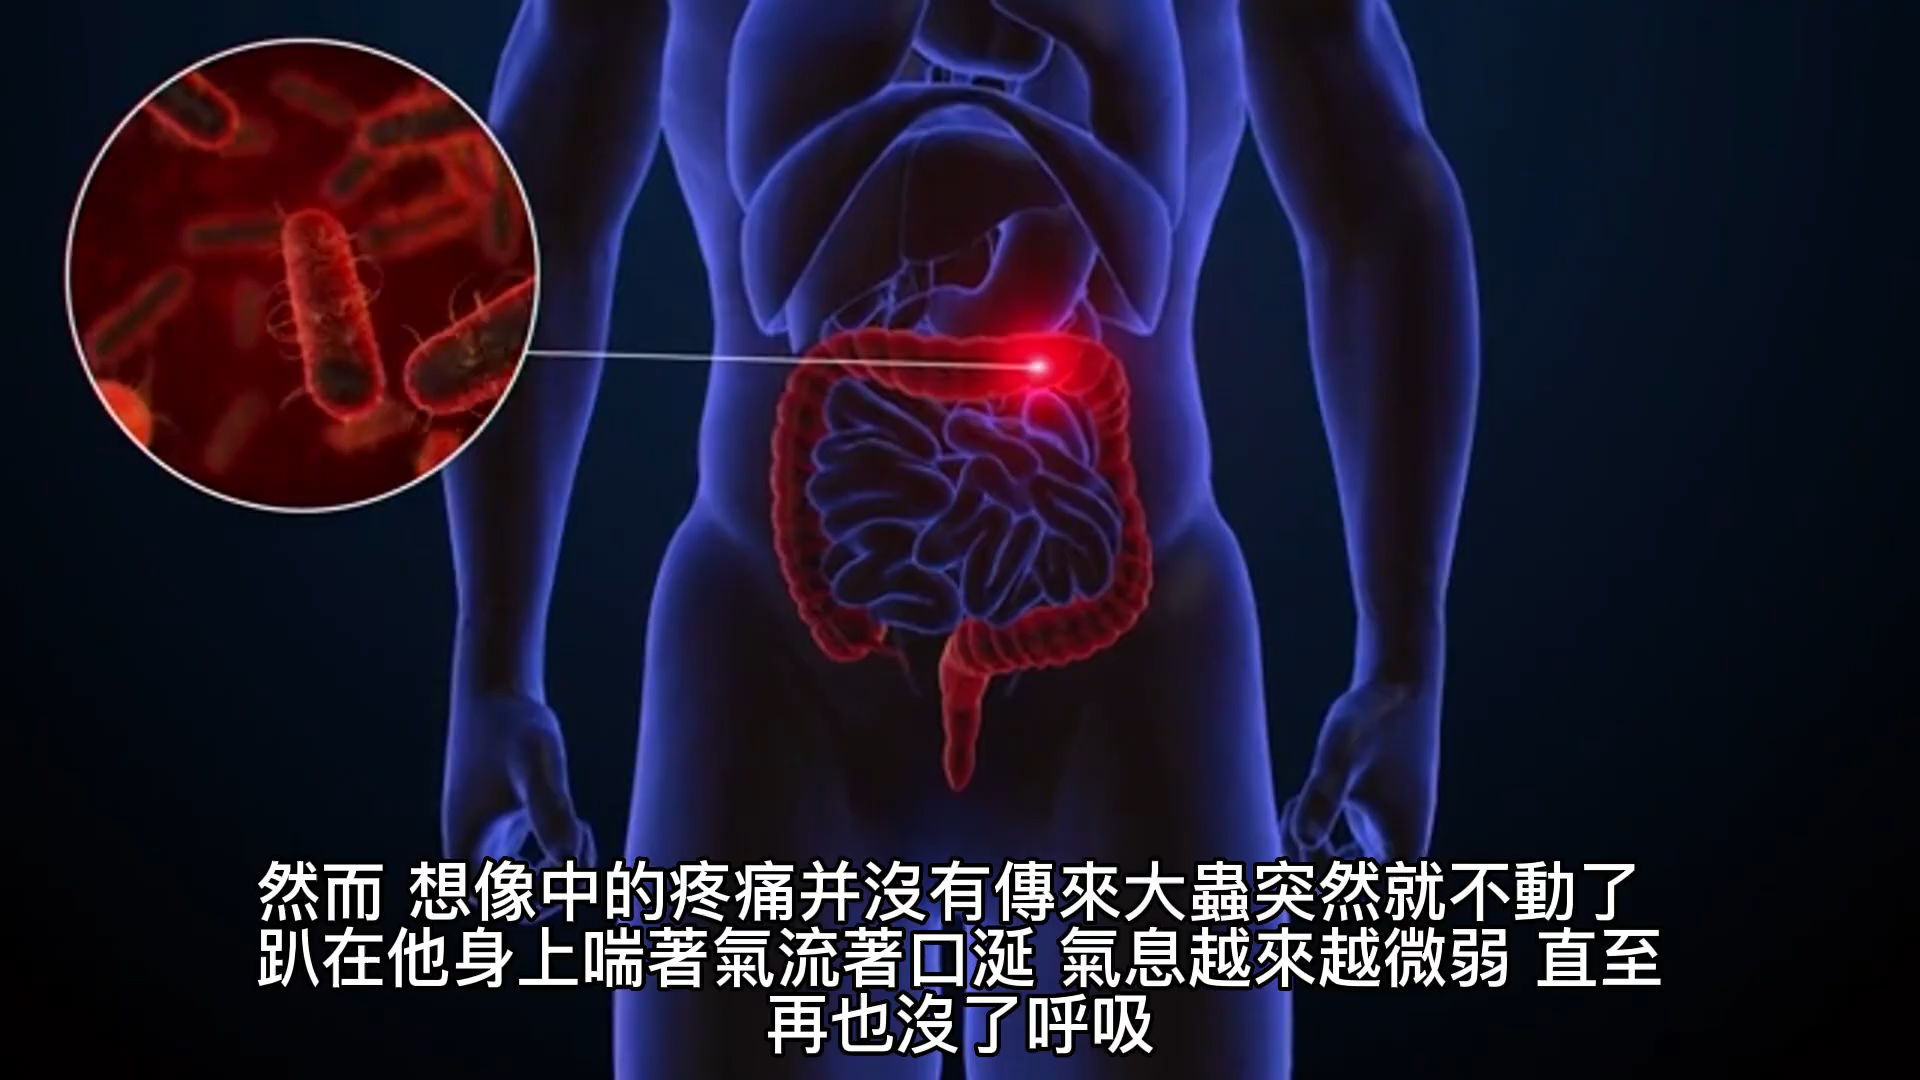 然而 想像中的疼痛并沒有傳來大蟲突然就不動了
趴在他身上喘著氣流著口涎 氣息越來越微弱 直至
再也沒了呼吸